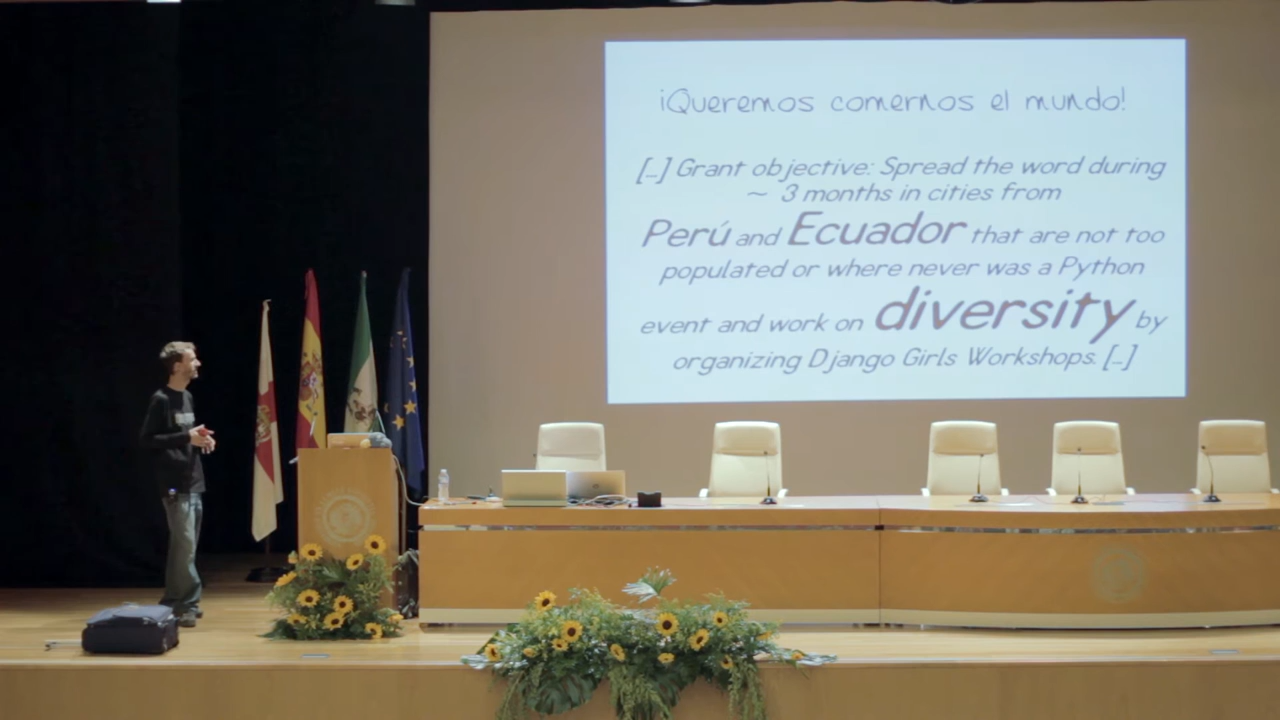 ¡Queremos comernos el mundo!
[...] Grant objective: Spread the word during
~ 3 months in cities from
Perú and Ecuador that are not too
populated or where never was a Python
event and work on diversity by
organizing Django Girls Workshops. [...]